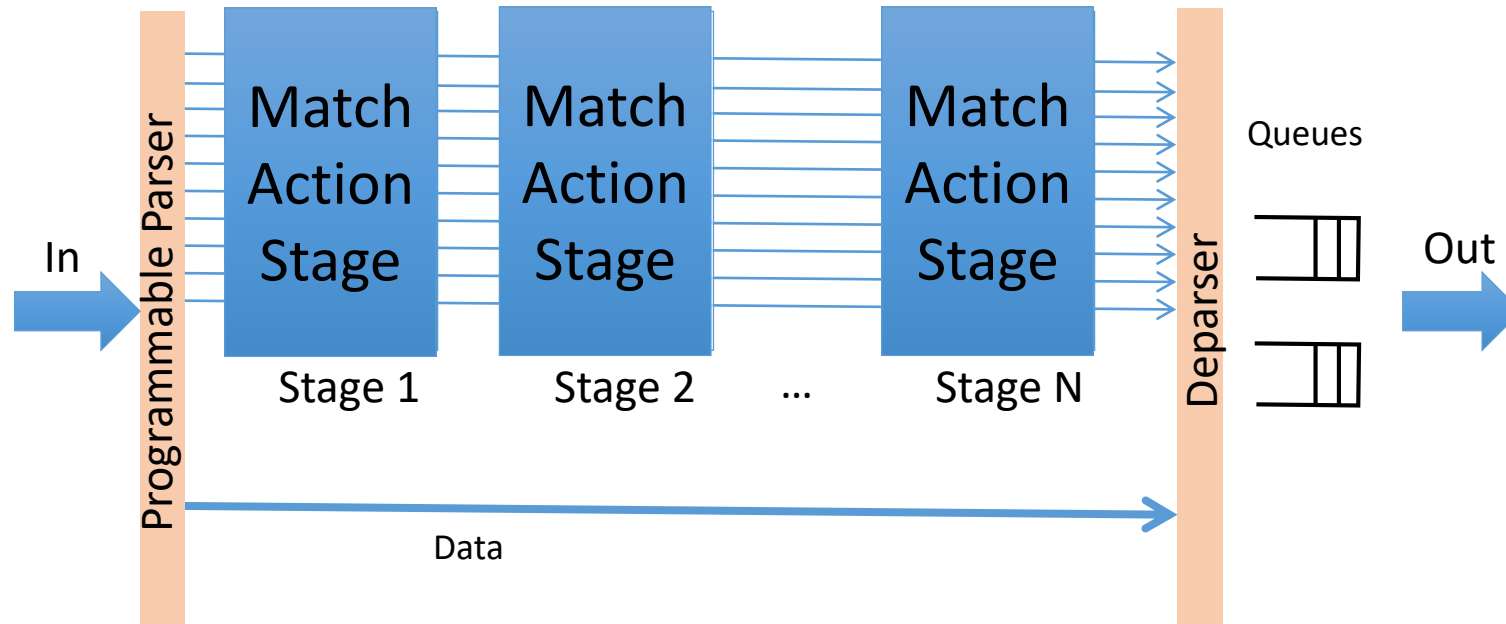 In
Programmable Parser
Match
Action
Stage
Stage 1
Match
Action
Stage
Stage 2
...
Match
Action
Stage
Stage N
Data
Deparser
Queues
Out